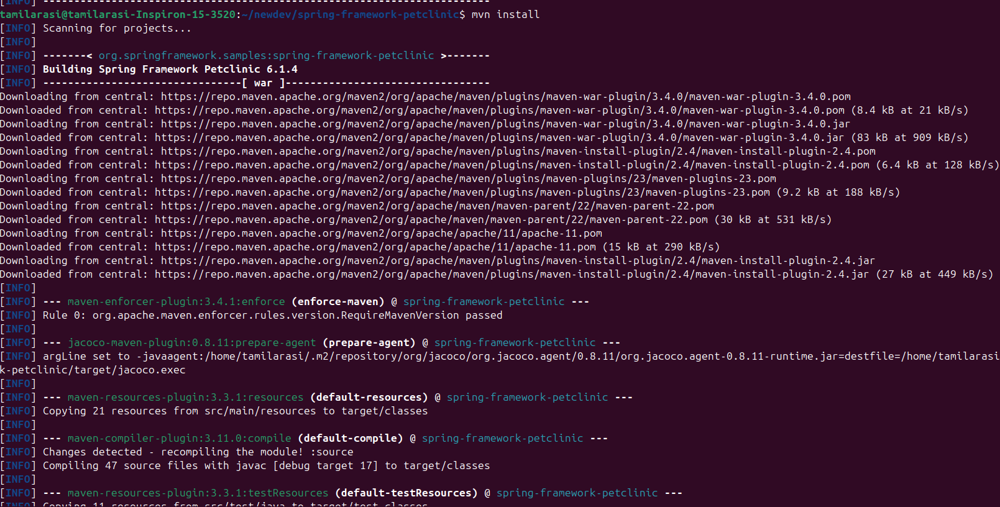 [INFO] ------------------------------------------------------------------------
tamilarasi@tamilarasi-Inspiron-15-3520:~/newdev/spring-framework-petclinic$ mvn install
[INFO] Scanning for projects...
[INFO]
[INFO] -------< org.springframework.samples:spring-framework-petclinic >-------
[INFO] Building Spring Framework Petclinic 6.1.4
[INFO] --------------------------------[ war ]---------------------------------
Downloading from central: https://repo.maven.apache.org/maven2/org/apache/maven/plugins/maven-war-plugin/3.4.0/maven-war-plugin-3.4.0.pom
Downloaded from central: https://repo.maven.apache.org/maven2/org/apache/maven/plugins/maven-war-plugin/3.4.0/maven-war-plugin-3.4.0.pom (8.4 kB at 21 kB/s)
Downloading from central: https://repo.maven.apache.org/maven2/org/apache/maven/plugins/maven-war-plugin/3.4.0/maven-war-plugin-3.4.0.jar
Downloaded from central: https://repo.maven.apache.org/maven2/org/apache/maven/plugins/maven-war-plugin/3.4.0/maven-war-plugin-3.4.0.jar (83 kB at 909 kB/s)
Downloading from central: https://repo.maven.apache.org/maven2/org/apache/maven/plugins/maven-install-plugin/2.4/maven-install-plugin-2.4.pom
Downloaded from central: https://repo.maven.apache.org/maven2/org/apache/maven/plugins/maven-install-plugin/2.4/maven-install-plugin-2.4.pom (6.4 kB at 128 kB/s)
Downloading from central: https://repo.maven.apache.org/maven2/org/apache/maven/plugins/maven-plugins/23/maven-plugins-23.pom
Downloaded from central: https://repo.maven.apache.org/maven2/org/apache/maven/plugins/maven-plugins/23/maven-plugins-23.pom (9.2 kB at 188 kB/s)
Downloading from central: https://repo.maven.apache.org/maven2/org/apache/maven/maven-parent/22/maven-parent-22.pom
Downloaded from central: https://repo.maven.apache.org/maven2/org/apache/maven/maven-parent/22/maven-parent-22.pom (30 kB at 531 kB/s)
Downloading from central: https://repo.maven.apache.org/maven2/org/apache/apache/11/apache-11.pom
Downloaded from central: https://repo.maven.apache.org/maven2/org/apache/apache/11/apache-11.pom (15 kB at 290 kB/s)
Downloading from central: https://repo.maven.apache.org/maven2/org/apache/maven/plugins/maven-install-plugin/2.4/maven-install-plugin-2.4.jar
Downloaded from central: https://repo.maven.apache.org/maven2/org/apache/maven/plugins/maven-install-plugin/2.4/maven-install-plugin-2.4.jar (27 kB at 449 kB/s)
[INFO]
[INFO] --- maven-enforcer-plugin:3.4.1:enforce (enforce-maven) @ spring-framework-petclinic ---
[INFO] Rule 0: org.apache.maven.enforcer.rules.version.RequireMavenVersion passed
[INFO]
[INFO] --- jacoco-maven-plugin:0.8.11:prepare-agent (prepare-agent) @ spring-framework-petclinic ---
[INFO] argLine set to -javaagent:/home/tamilarasi/.m2/repository/org/jacoco/org.jacoco.agent/0.8.11/org.jacoco.agent-0.8.11-runtime.jar=destfile=/home/tamilarasi
k-petclinic/target/jacoco.exec
[INFO]
[INFO] --- maven-resources-plugin:3.3.1:resources (default-resources) @ spring-framework-petclinic ---
[INFO] Copying 21 resources from src/main/resources to target/classes
[INFO]
[INFO] --- maven-compiler-plugin:3.11.0:compile (default-compile) @ spring-framework-petclinic ---
[INFO] Changes detected - recompiling the module! :source
[INFO] Compiling 47 source files with javac [debug target 17] to target/classes
[INFO]
[INFO] --- maven-resources-plugin:3.3.1:testResources (default-testResources) @ spring-framework-petclinic ---
[INFO] Copying 11 resources from src/test/java to target/test-classes